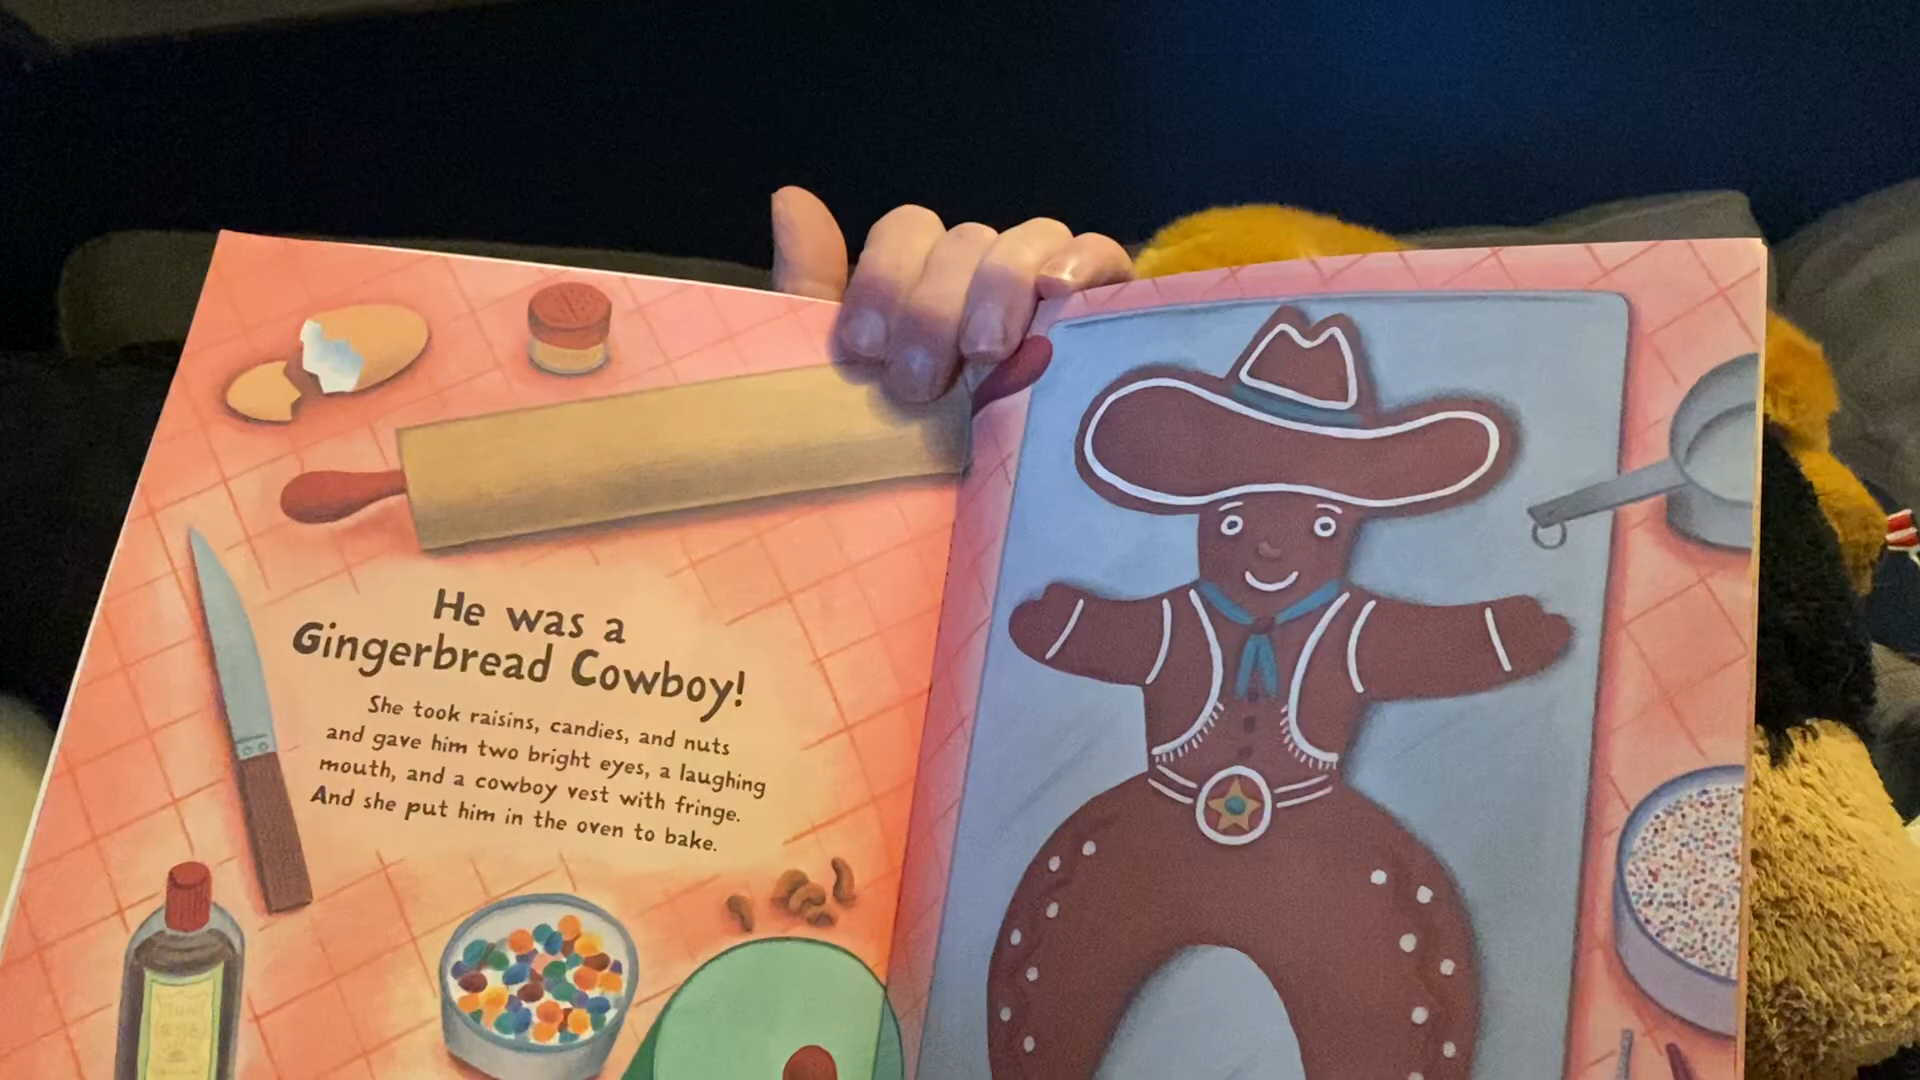 He was a
Gingerbread Cowboy!
She took raisins, candies, and nuts
and gave him two bright eyes, a laughing
mouth, and a cowboy vest with fringe.
And she put him in the oven to bake.